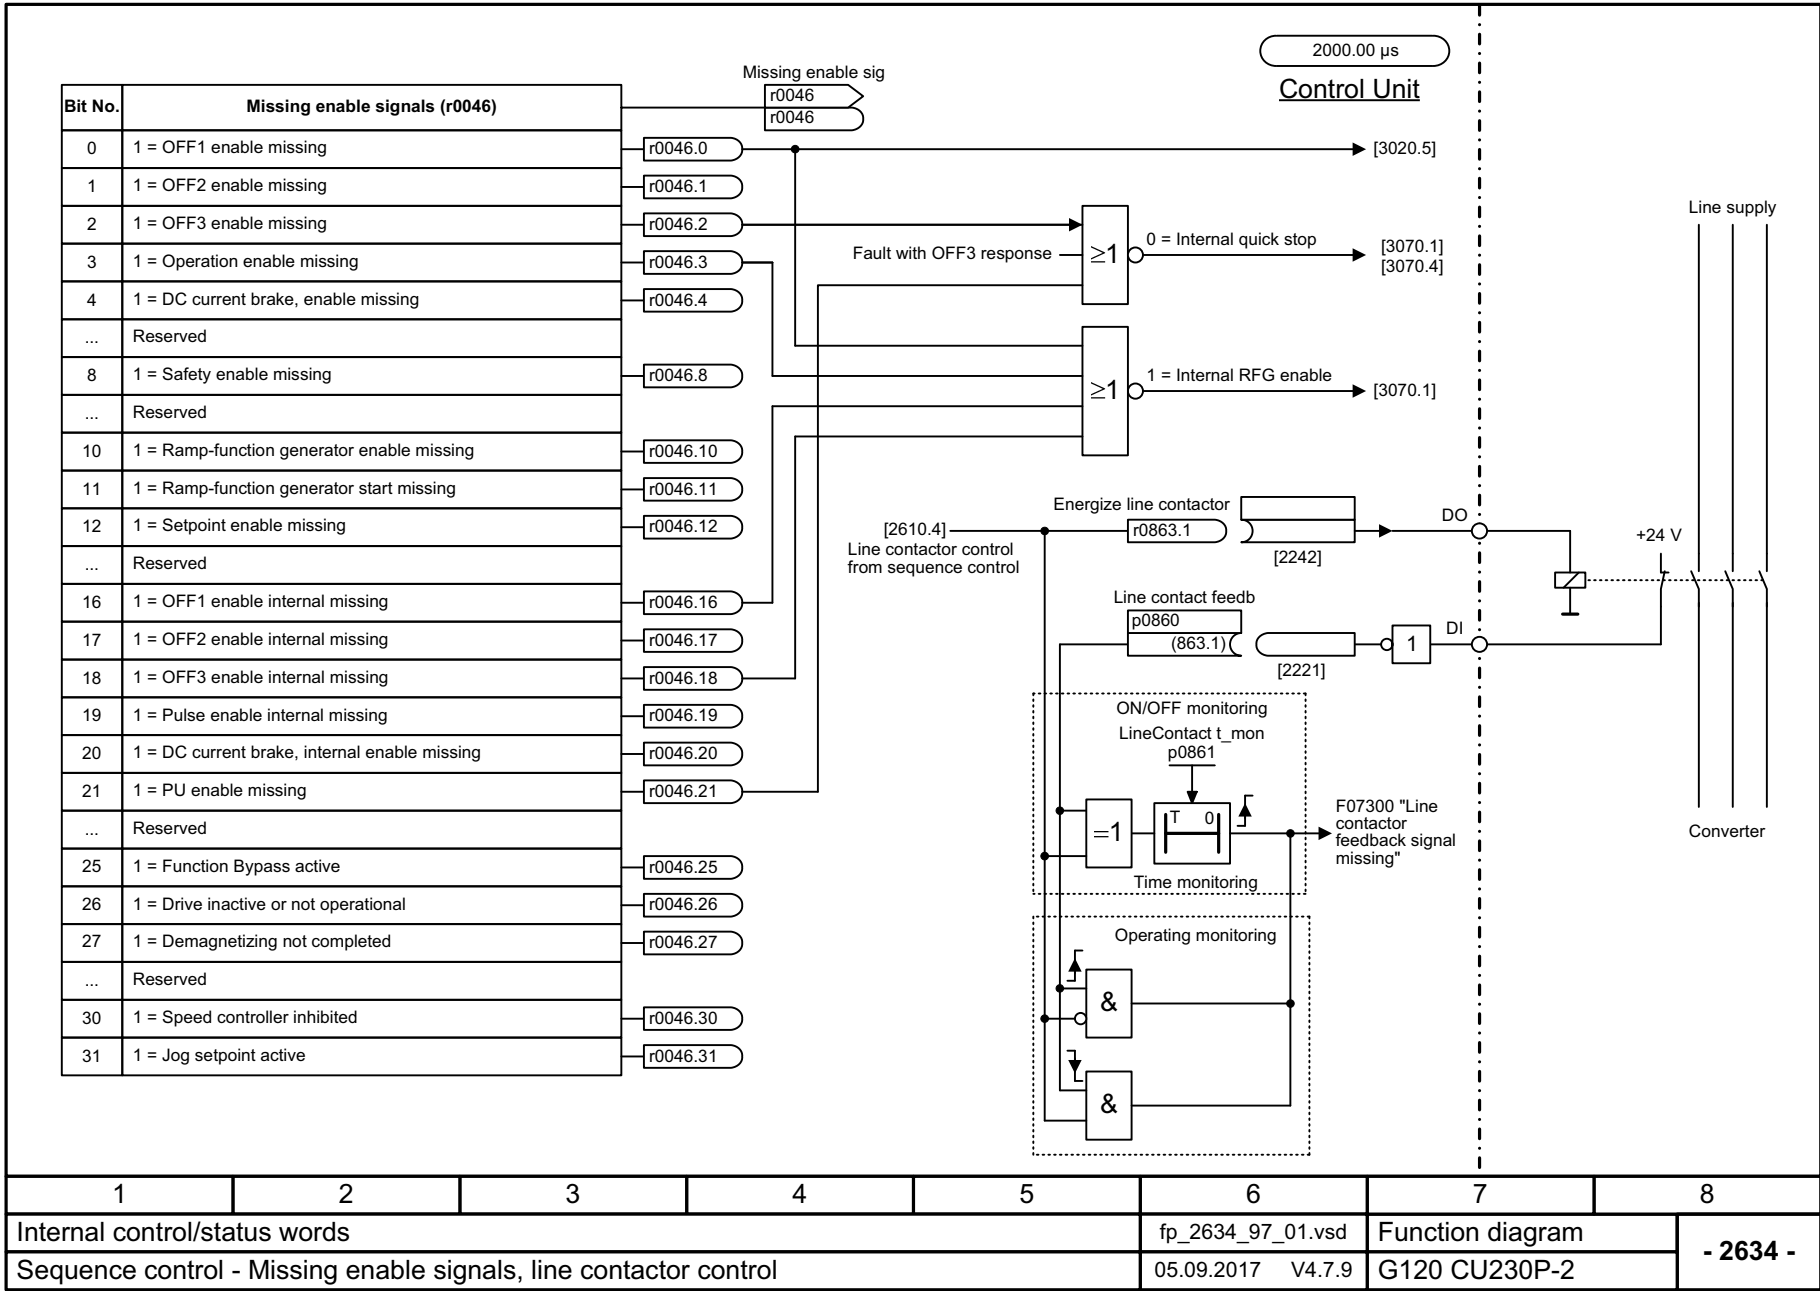 2000.00 µs
Control Unit
Missing enable sig
r0046
r0046
Bit No. Missing enable signals (r0046)
0 1 = OFF1 enable missing r0046.0 [3020.5]
1 1 = OFF2 enable missing r0046.1
2 1 = OFF3 enable missing r0046.2
3 1 = Operation enable missing r0046.3
4 1 = DC current brake, enable missing r0046.4
... Reserved
8 1 = Safety enable missing r0046.8
... Reserved
10 1 = Ramp-function generator enable missing r0046.10
11 1 = Ramp-function generator start missing r0046.11
12 1 = Setpoint enable missing r0046.12
... Reserved
16 1 = OFF1 enable internal missing r0046.16
17 1 = OFF2 enable internal missing r0046.17
18 1 = OFF3 enable internal missing r0046.18
19 1 = Pulse enable internal missing r0046.19
20 1 = DC current brake, internal enable missing r0046.20
21 1 = PU enable missing r0046.21
... Reserved
25 1 = Function Bypass active r0046.25
26 1 = Drive inactive or not operational r0046.26
27 1 = Demagnetizing not completed r0046.27
... Reserved
30 1 = Speed controller inhibited r0046.30
31 1 = Jog setpoint active r0046.31
Fault with OFF3 response
≥1
0 = Internal quick stop
[3070.1]
[3070.4]
≥1
1 = Internal RFG enable
[3070.1]
Line supply
Energize line contactor
[2610.4]
Line contactor control
from sequence control
r0863.1
[2242]
DO
+24 V
Line contact feedb
p0860
(863.1)
[2221]
1
DI
ON/OFF monitoring
LineContact t_mon
p0861
=1
T 0
Time monitoring
F07300 "Line
contactor
feedback signal
missing"
Converter
Operating monitoring
&
&
1 2 3 4 5 6 7 8
Internal control/status words fp_2634_97_01.vsd Function diagram
- 2634 -
Sequence control - Missing enable signals, line contactor control 05.09.2017 V4.7.9 G120 CU230P-2